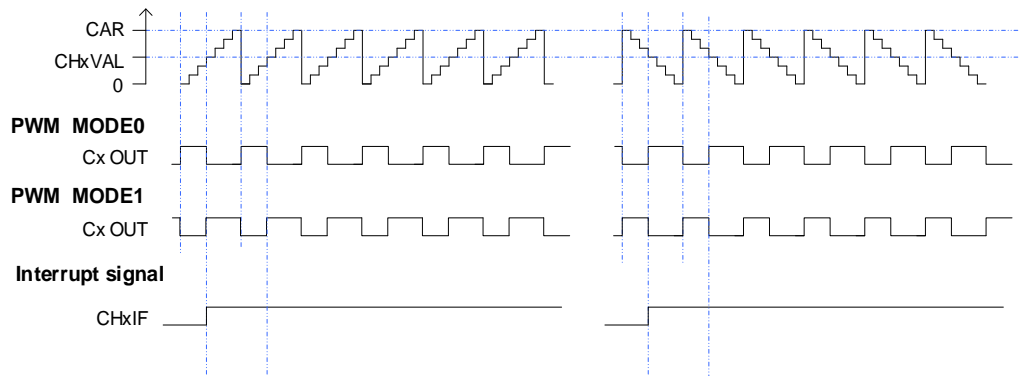 CAR
CHxVAL
0
PWM MODE0
Cx OUT
PWM MODE1
Cx OUT
Interrupt signal
CHxIF